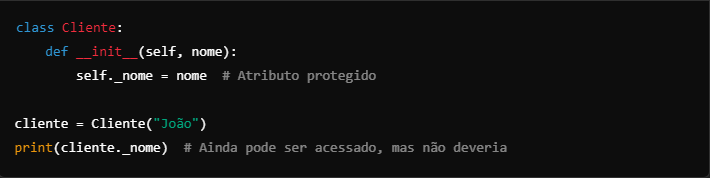 class Cliente:
    def __init__(self, nome):
        self._nome = nome  # Atributo protegido
cliente = Cliente("João")
print(cliente._nome)  # Ainda pode ser acessado, mas não deveria